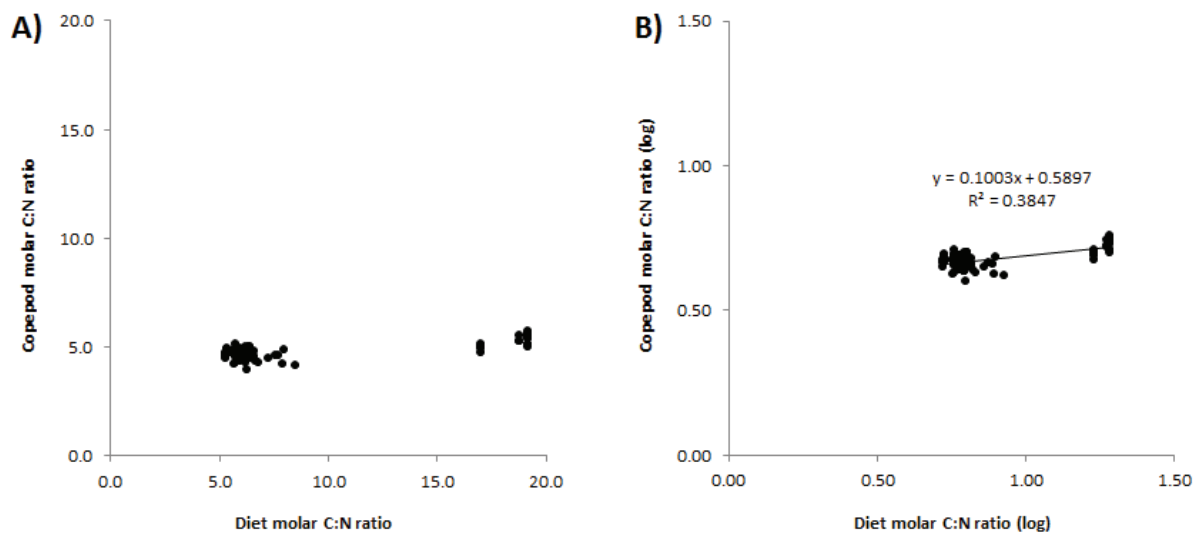 A)
20.0
15.0
10.0
5.0
0.0
Copepod molar C:N ratio
0.0 5.0 10.0 15.0 20.0
Diet molar C:N ratio
B)
1.50
1.00
0.50
0.00
Copepod molar C:N ratio (log)
y = 0.1003x + 0.5897
R² = 0.3847
0.00 0.50 1.00 1.50
Diet molar C:N ratio (log)